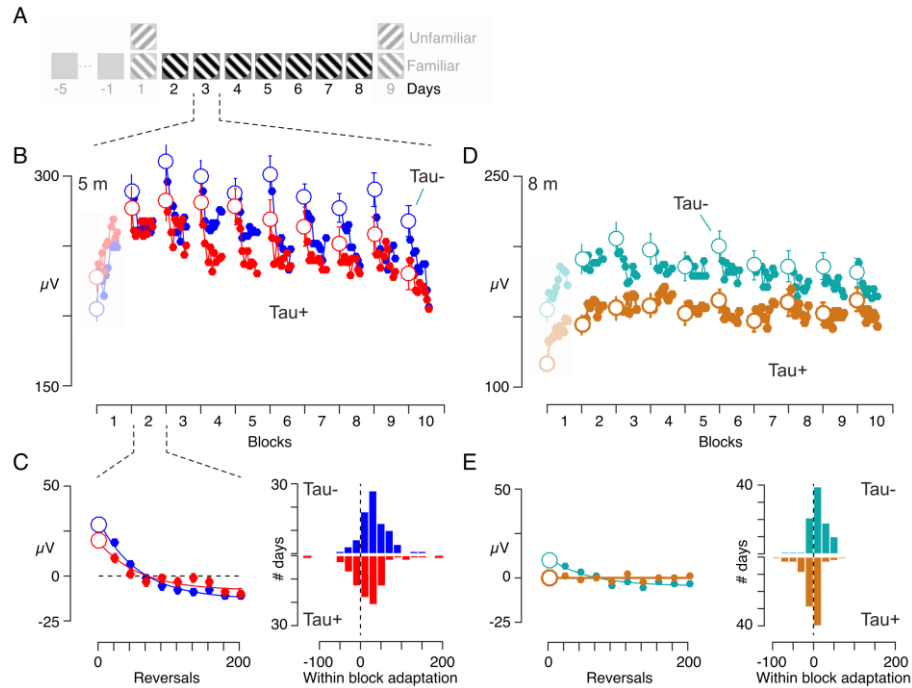 A
Unfamiliar
Familiar
-5 ... -1 1 2 3 4 5 6 7 8 9 Days
B
300
5 m
Tau-
µV
Tau+
150
1 2 3 4 5 6 7 8 9 10
Blocks
D
250
8 m
Tau-
µV
Tau+
100
1 2 3 4 5 6 7 8 9 10
Blocks
C
50
µV
0
-25
0 200
Reversals
30
Tau-
# days
Tau+
30
-100 0 100 200
Within block adaptation
E
50
µV
0
-25
0 200
Reversals
40
Tau-
# days
Tau+
40
-100 0 100 200
Within block adaptation